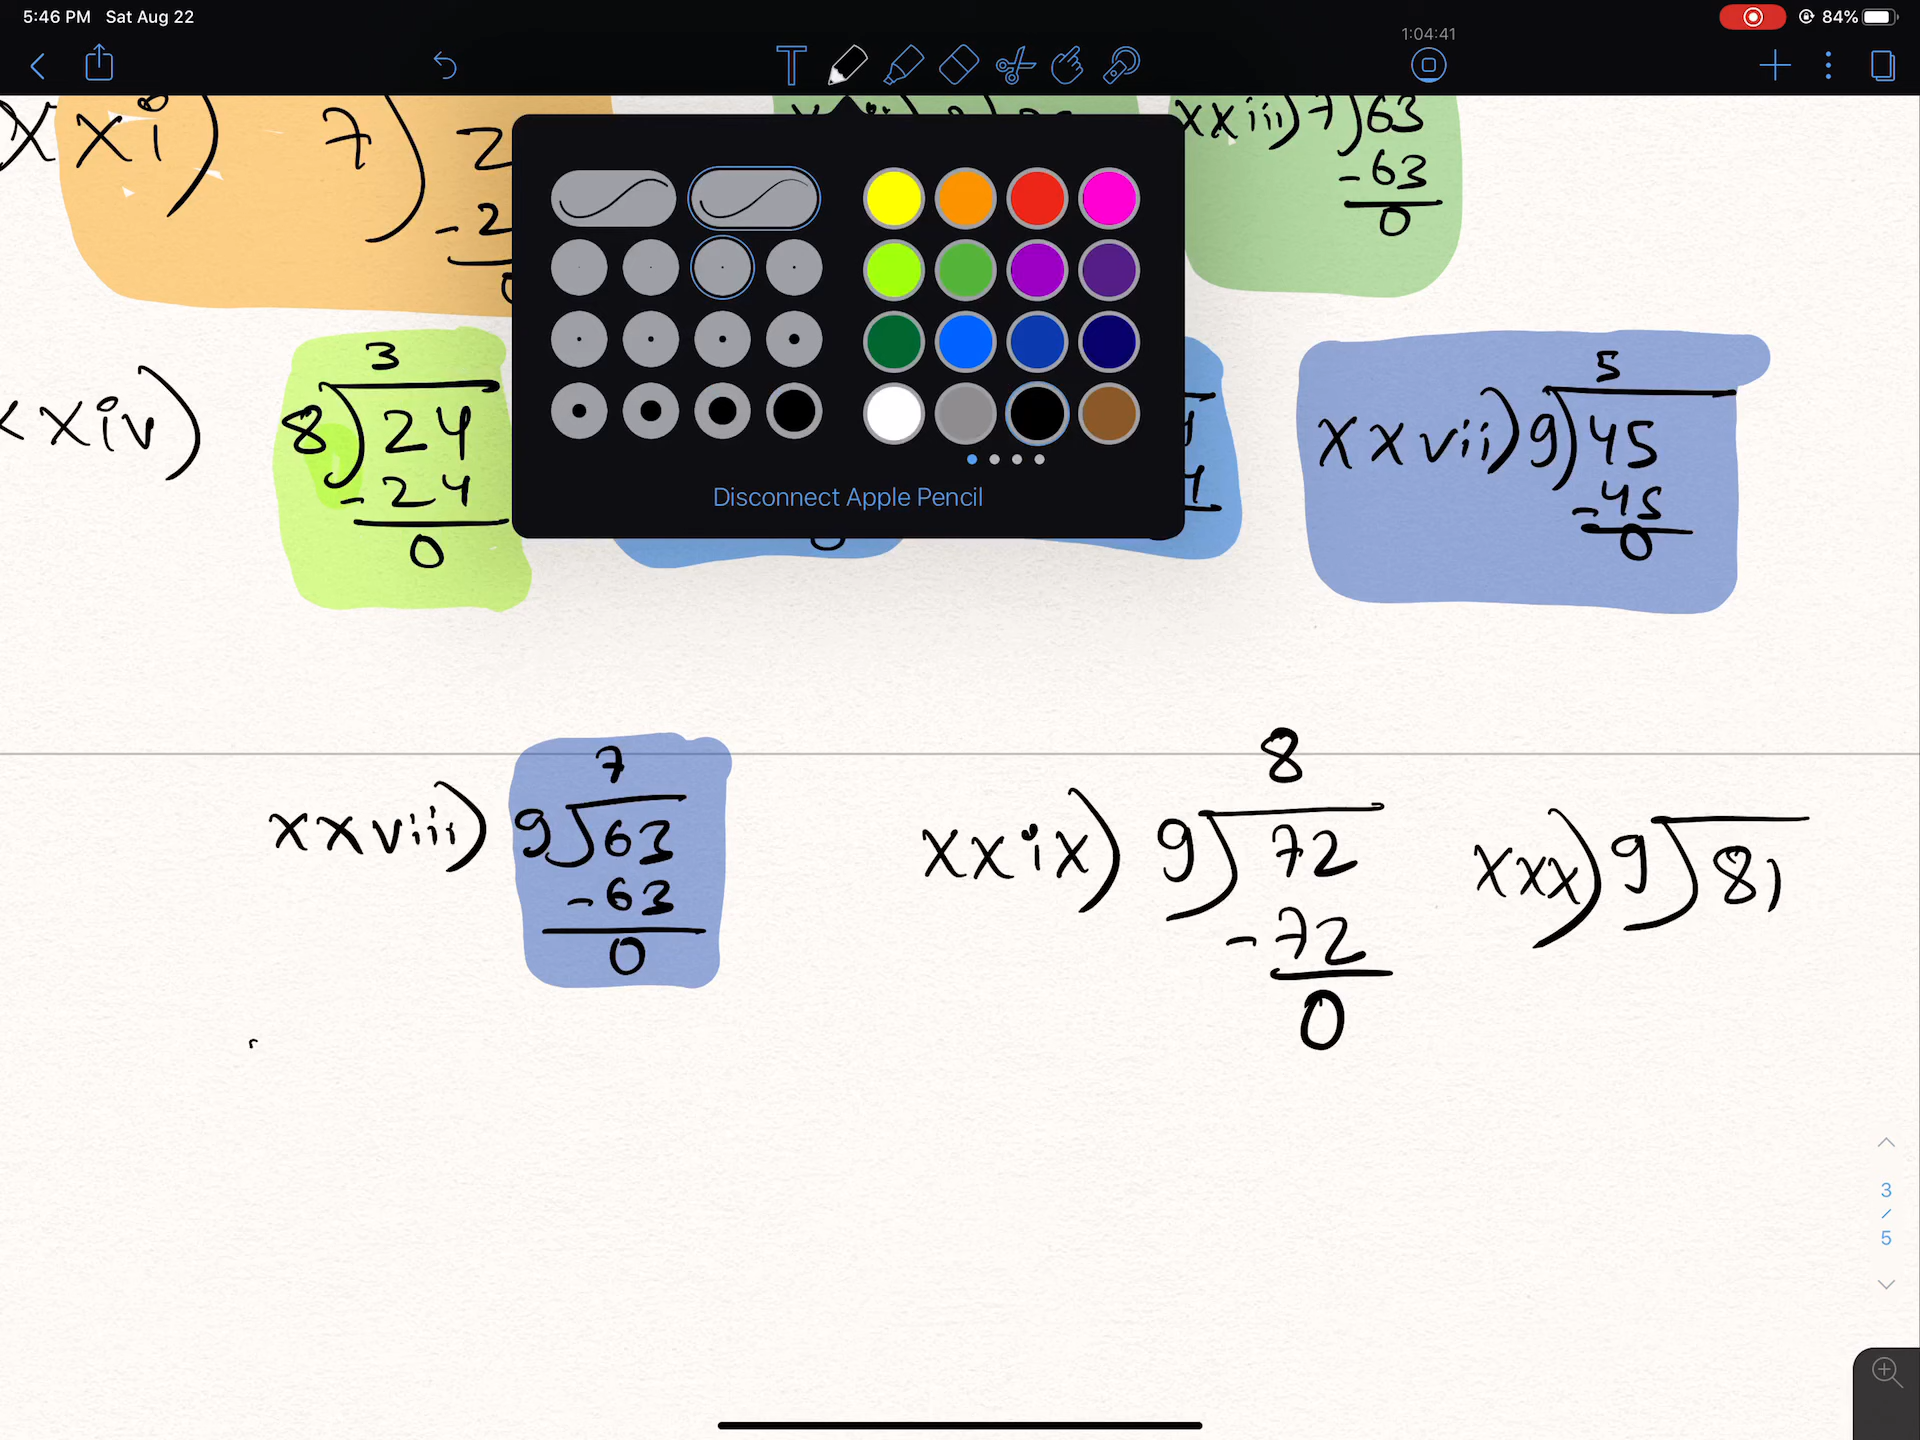 5:46 PM Sat Aug 22
84%
1:04:41
xxi) 7)2
-2
xxiii) 7)63
-63
0
Disconnect Apple Pencil
3
xxiv) 8)24
-24
0
5
xxvii) 9)45
-45
0
7
xxviii) 9)63
-63
0
8
xxix) 9)72
-72
0
xxx) 9)81
3
/
5